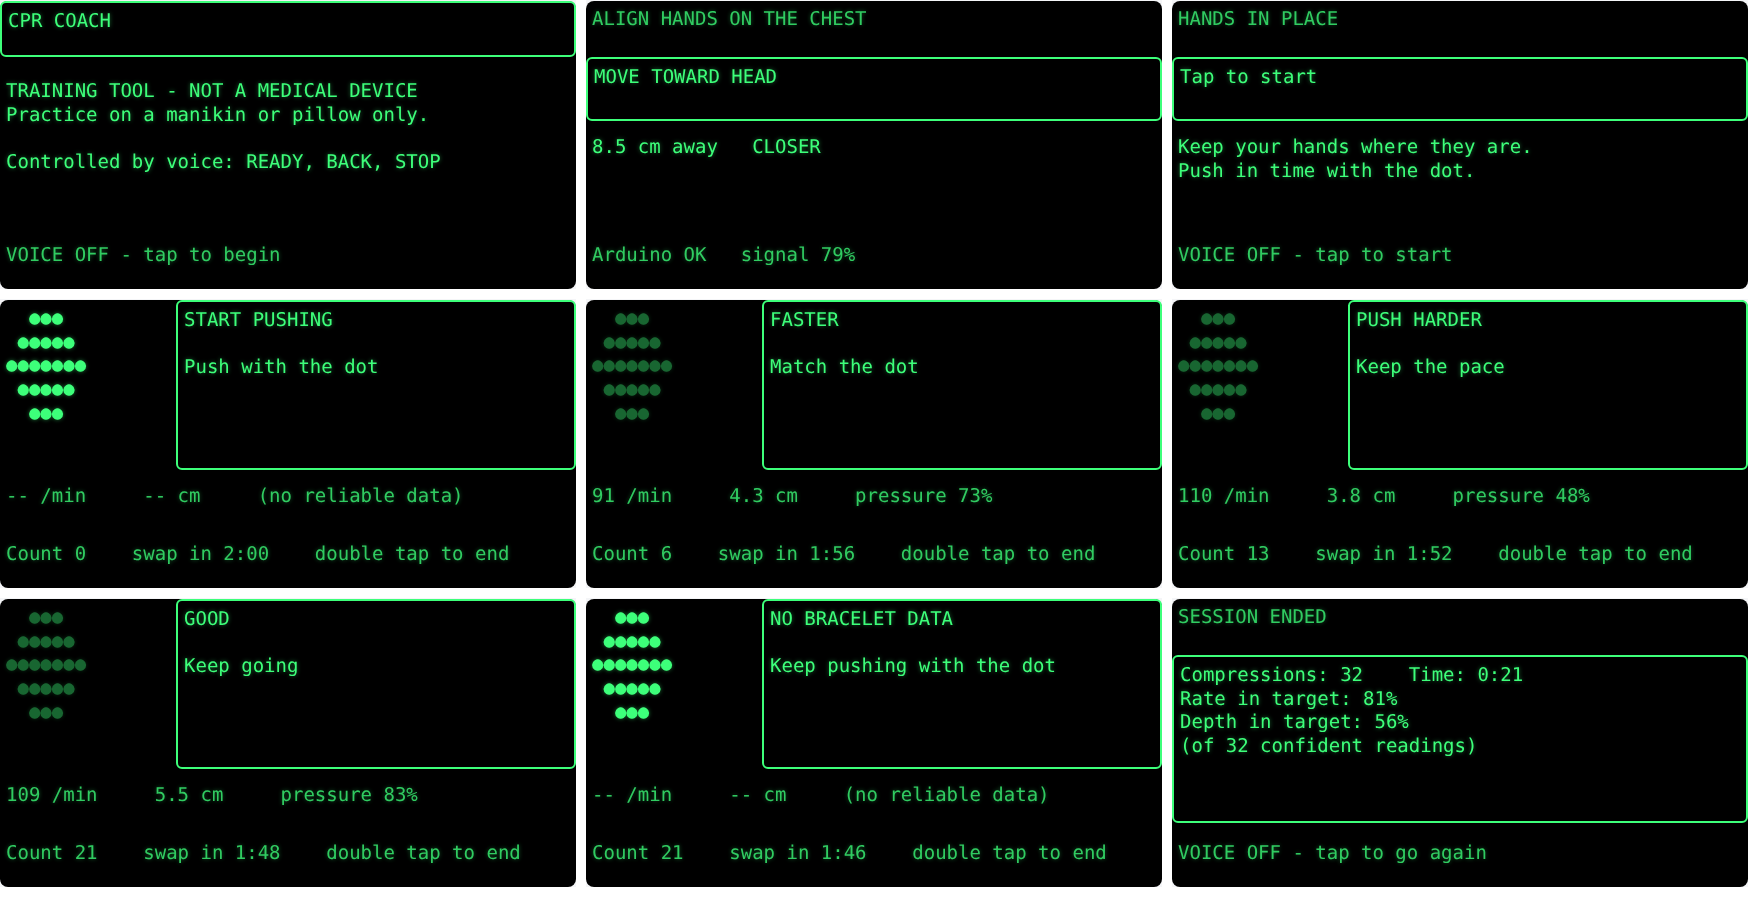 CPR COACH
TRAINING TOOL - NOT A MEDICAL DEVICE
Practice on a manikin or pillow only.
Controlled by voice: READY, BACK, STOP
VOICE OFF - tap to begin
ALIGN HANDS ON THE CHEST
MOVE TOWARD HEAD
8.5 cm away   CLOSER
Arduino OK   signal 79%
HANDS IN PLACE
Tap to start
Keep your hands where they are.
Push in time with the dot.
VOICE OFF - tap to start
START PUSHING
Push with the dot
-- /min     -- cm     (no reliable data)
Count 0    swap in 2:00    double tap to end
FASTER
Match the dot
91 /min     4.3 cm     pressure 73%
Count 6    swap in 1:56    double tap to end
PUSH HARDER
Keep the pace
110 /min     3.8 cm     pressure 48%
Count 13    swap in 1:52    double tap to end
GOOD
Keep going
109 /min     5.5 cm     pressure 83%
Count 21    swap in 1:48    double tap to end
NO BRACELET DATA
Keep pushing with the dot
-- /min     -- cm     (no reliable data)
Count 21    swap in 1:46    double tap to end
SESSION ENDED
Compressions: 32    Time: 0:21
Rate in target: 81%
Depth in target: 56%
(of 32 confident readings)
VOICE OFF - tap to go again